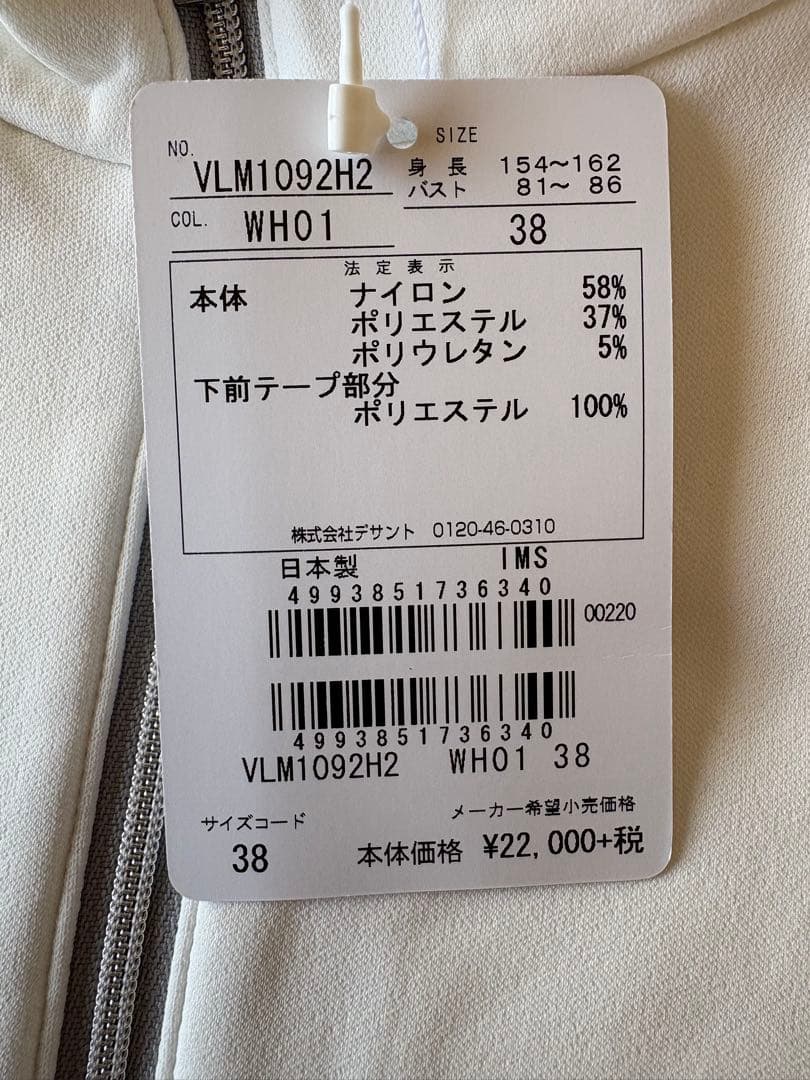 NO. VLM1092H2
COL. WH01
SIZE
身長 154～162
バスト 81～ 86
38
法定表示
本体 ナイロン 58%
ポリエステル 37%
ポリウレタン 5%
下前テープ部分
ポリエステル 100%
株式会社デサント 0120-46-0310
日本製 IMS
4993851736340
00220
4993851736340
VLM1092H2 WH01 38
サイズコード
38
メーカー希望小売価格
本体価格 ¥22,000+税